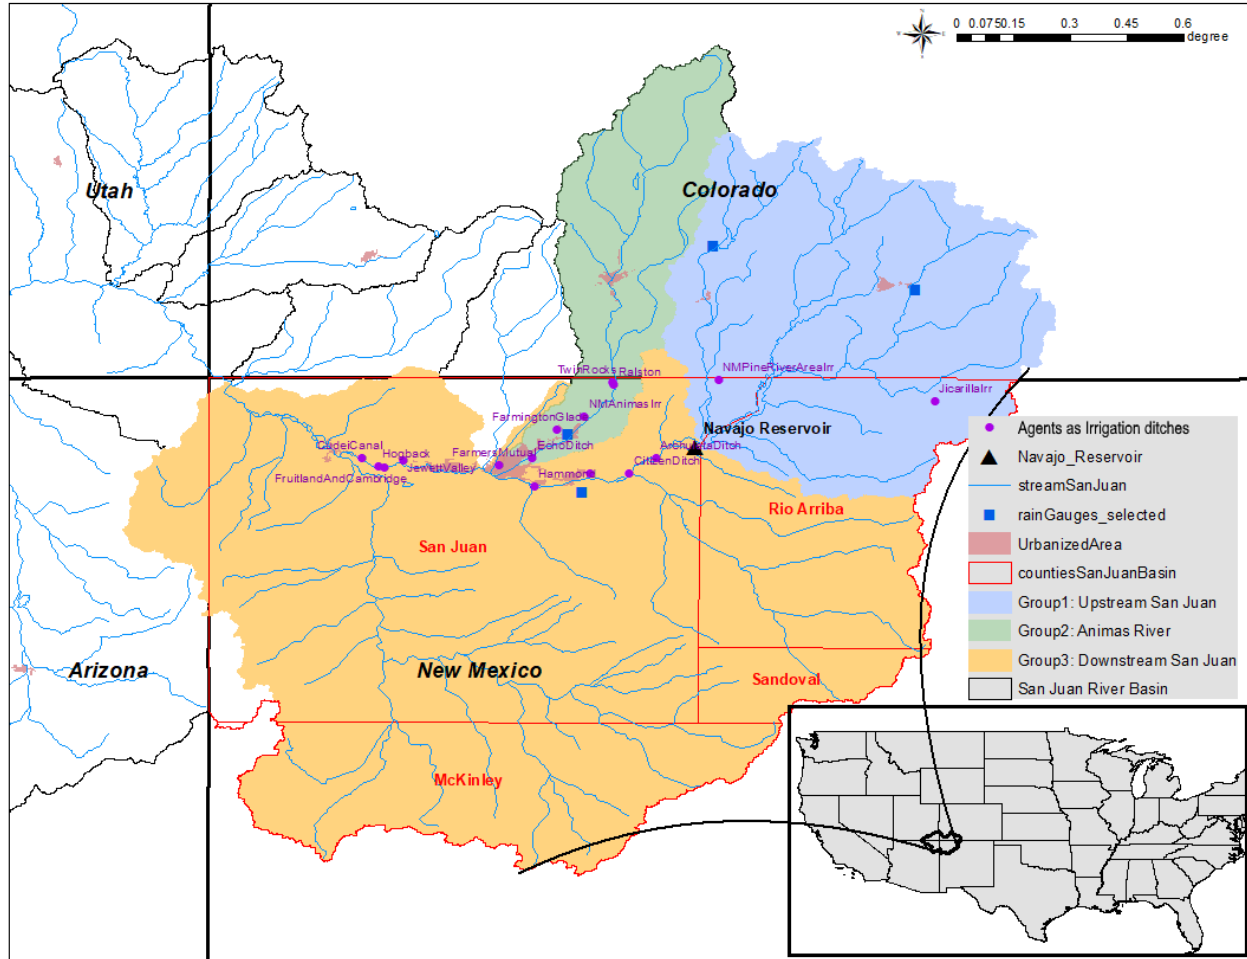 0 0.075 0.15 0.3 0.45 0.6
degree
Utah
Colorado
TwinRocks
Ralston
NMPineRiverAreaIrr
JicarillaIrr
NMAnimasIrr
FarmingtonGlade
Navajo Reservoir
CudeiCanal
Hogback
FarmersMutual
EchoDitch
ArchuletaDitch
JewettValley
Hammond
CitizenDitch
FruitlandAndCambridge
Rio Arriba
San Juan
Arizona
New Mexico
Sandoval
McKinley
Agents as Irrigation ditches
Navajo_Reservoir
streamSanJuan
rainGauges_selected
UrbanizedArea
countiesSanJuanBasin
Group1: Upstream San Juan
Group2: Animas River
Group3: Downstream San Juan
San Juan River Basin